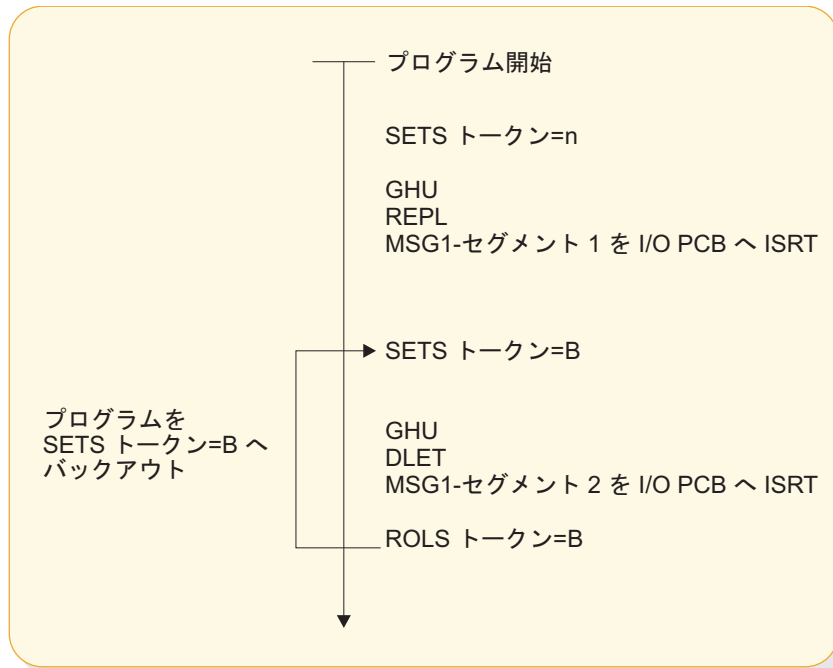 プログラム開始
SETS トークン=n
GHU
REPL
MSG1-セグメント 1 を I/O PCB へ ISRT
SETS トークン=B
プログラムを
SETS トークン=B へ
バックアウト
GHU
DLET
MSG1-セグメント 2 を I/O PCB へ ISRT
ROLS トークン=B